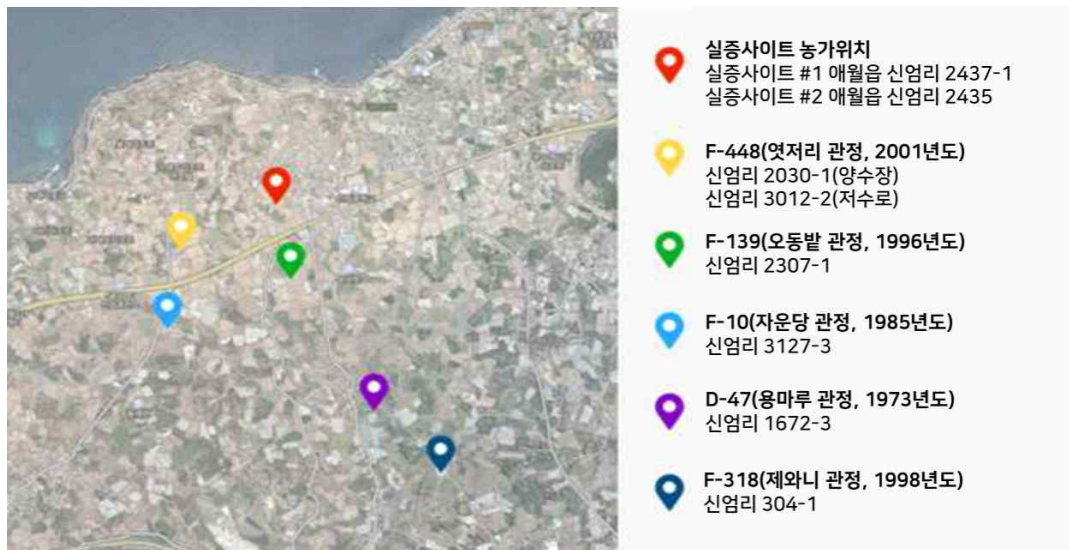 실증사이트 농가위치
실증사이트 #1 애월읍 신엄리 2437-1
실증사이트 #2 애월읍 신엄리 2435
F-448(엿저리 관정, 2001년도)
신엄리 2030-1(양수장)
신엄리 3012-2(저수로)
F-139(오동밭 관정, 1996년도)
신엄리 2307-1
F-10(자운당 관정, 1985년도)
신엄리 3127-3
D-47(용마루 관정, 1973년도)
신엄리 1672-3
F-318(제와니 관정, 1998년도)
신엄리 304-1